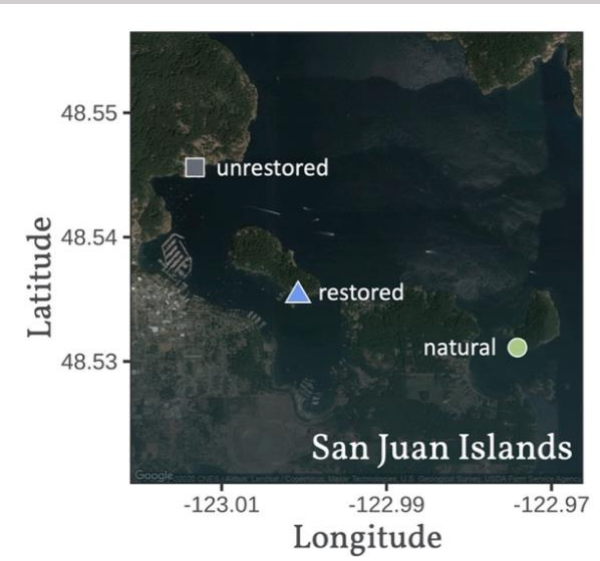 48.55
unrestored
48.54
restored
natural
48.53
San Juan Islands
Google
-123.01
-122.99
-122.97
Longitude
Latitude